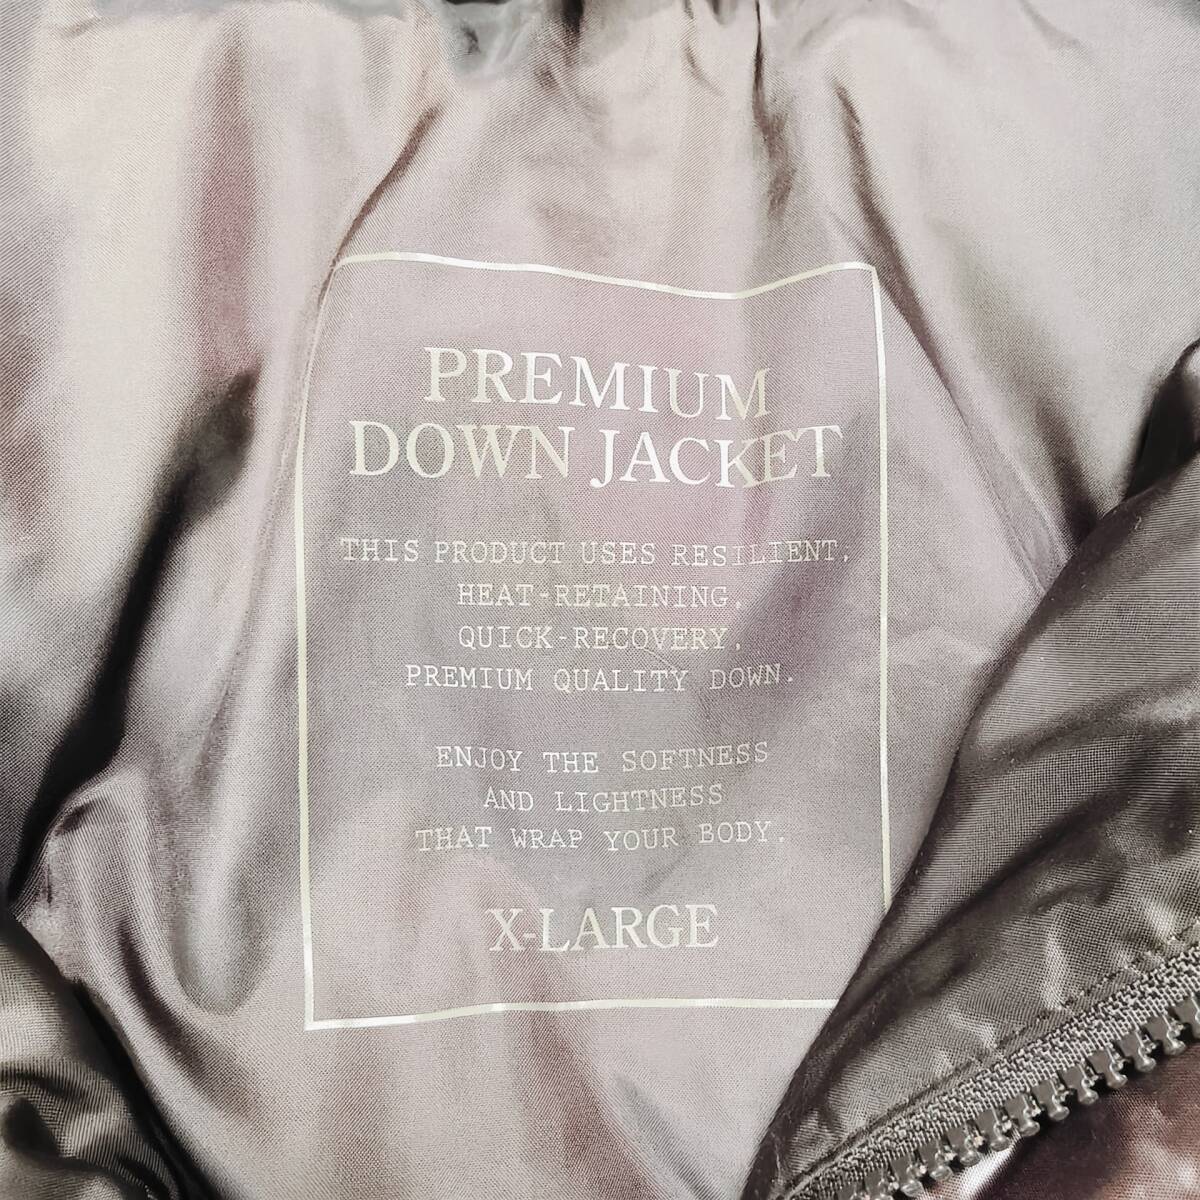 PREMIUM
DOWN JACKET
THIS PRODUCT USES RESILIENT,
HEAT-RETAINING,
QUICK-RECOVERY,
PREMIUM QUALITY DOWN.
ENJOY THE SOFTNESS
AND LIGHTNESS
THAT WRAP YOUR BODY.
X-LARGE